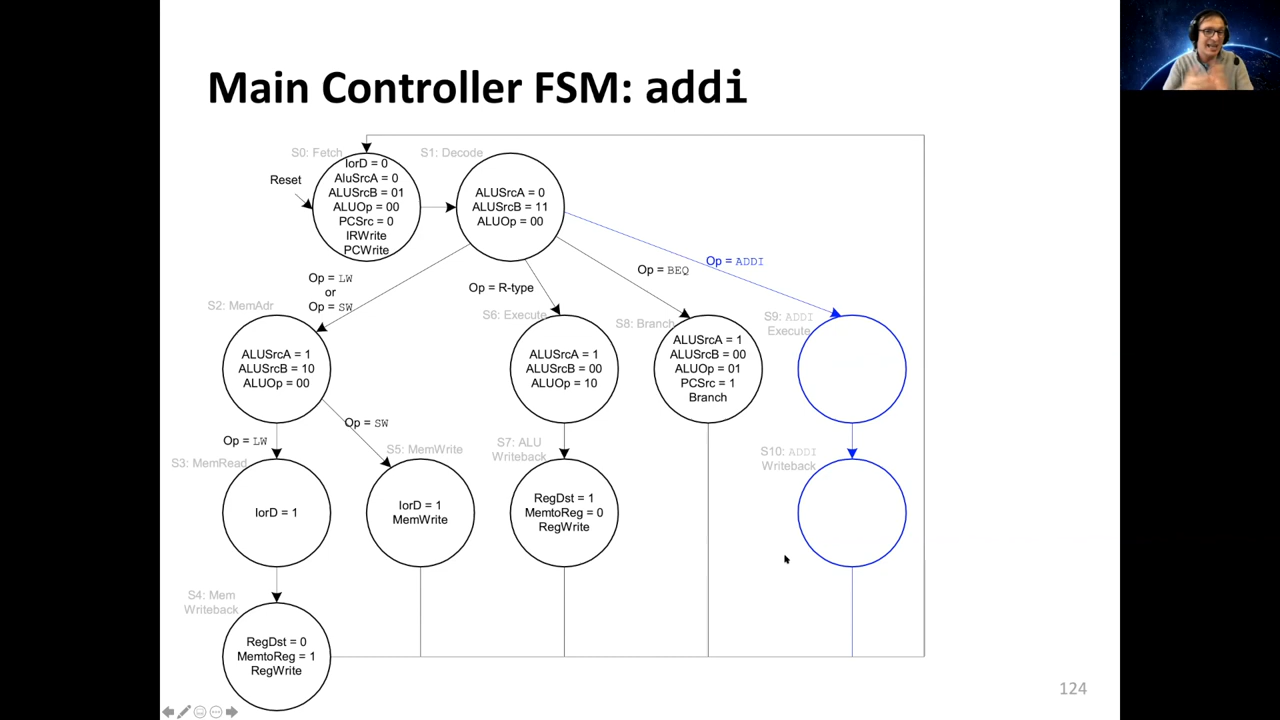 Main Controller FSM: addi
S0: Fetch
S1: Decode
Reset
IorD = 0
AluSrcA = 0
ALUSrcB = 01
ALUOp = 00
PCSrc = 0
IRWrite
PCWrite
ALUSrcA = 0
ALUSrcB = 11
ALUOp = 00
Op = ADDI
Op = BEQ
Op = LW
or
Op = SW
Op = R-type
S2: MemAdr
S6: Execute
S8: Branch
S9: ADDI
Execute
ALUSrcA = 1
ALUSrcB = 10
ALUOp = 00
ALUSrcA = 1
ALUSrcB = 00
ALUOp = 10
ALUSrcA = 1
ALUSrcB = 00
ALUOp = 01
PCSrc = 1
Branch
Op = SW
Op = LW
S3: MemRead
S5: MemWrite
S7: ALU
Writeback
S10: ADDI
Writeback
IorD = 1
IorD = 1
MemWrite
RegDst = 1
MemtoReg = 0
RegWrite
S4: Mem
Writeback
RegDst = 0
MemtoReg = 1
RegWrite
124